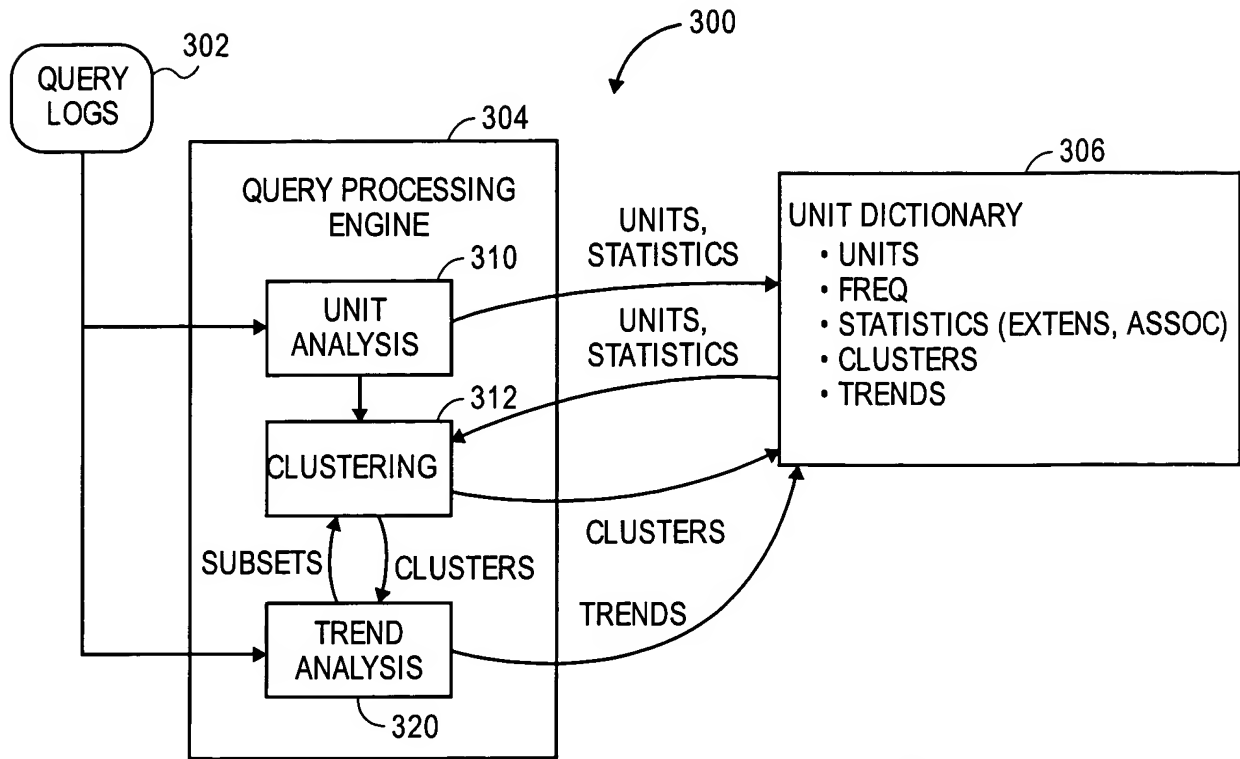 300
302
QUERY
LOGS
304
QUERY PROCESSING
ENGINE
310
UNIT
ANALYSIS
312
CLUSTERING
SUBSETS
CLUSTERS
TREND
ANALYSIS
320
UNITS,
STATISTICS
UNITS,
STATISTICS
CLUSTERS
TRENDS
306
UNIT DICTIONARY
• UNITS
• FREQ
• STATISTICS (EXTENS, ASSOC)
• CLUSTERS
• TRENDS